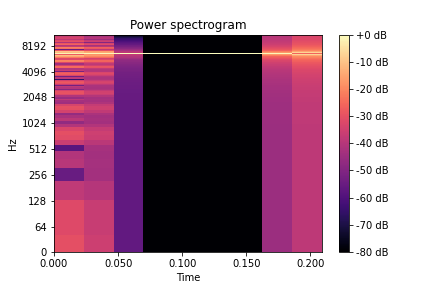 Power spectrogram
8192
4096
2048
1024
512
256
128
64
0
Hz
0.000 0.050 0.100 0.150 0.200
Time
+0 dB
-10 dB
-20 dB
-30 dB
-40 dB
-50 dB
-60 dB
-70 dB
-80 dB